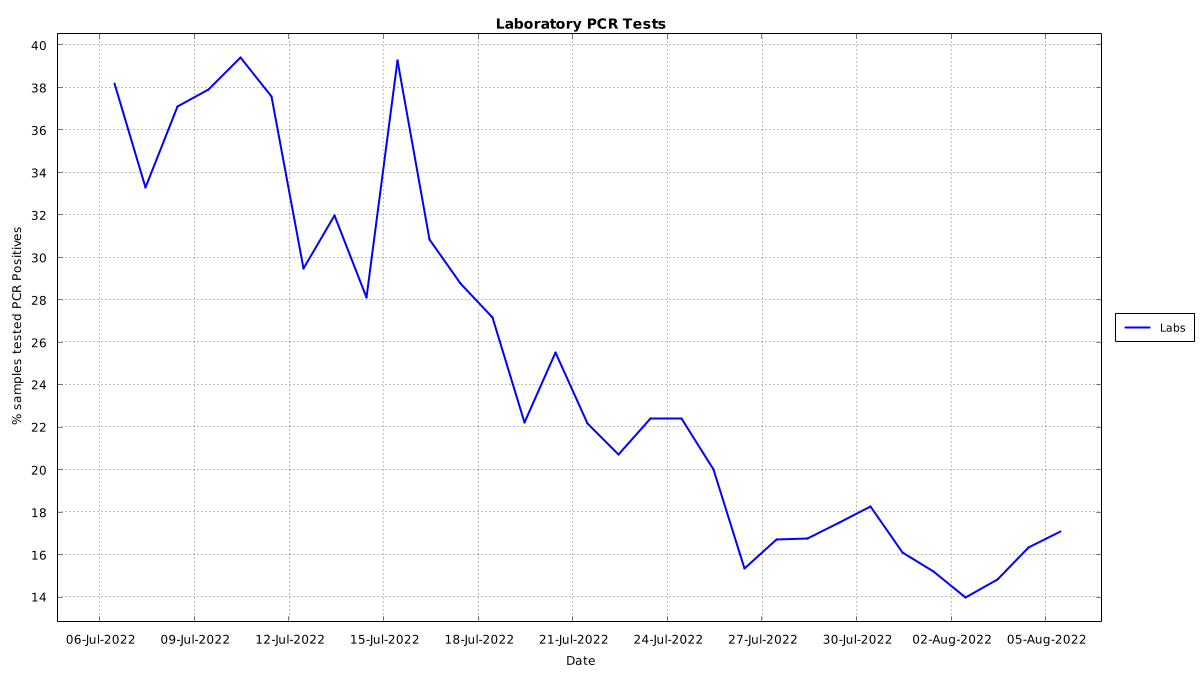 Laboratory PCR Tests
40
38
36
34
32
30
28
26
24
22
20
18
16
14
% samples tested PCR Positives
Labs
06-Jul-2022 09-Jul-2022 12-Jul-2022 15-Jul-2022 18-Jul-2022 21-Jul-2022 24-Jul-2022 27-Jul-2022 30-Jul-2022 02-Aug-2022 05-Aug-2022
Date